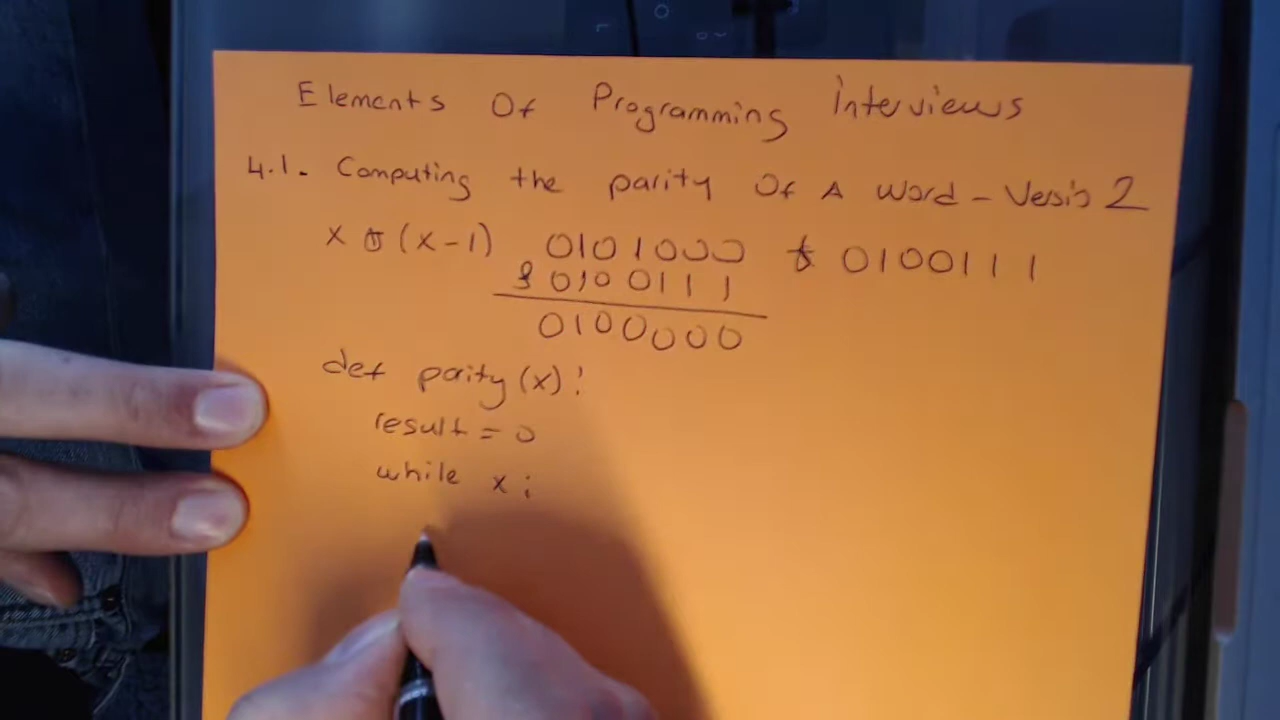 Elements Of Programming Interviews
4.1. Computing the parity Of A Word - Versio 2
x & (x-1) 0101000 & 0100111
& 0100111
0100000
def parity(x):
result = 0
while x: